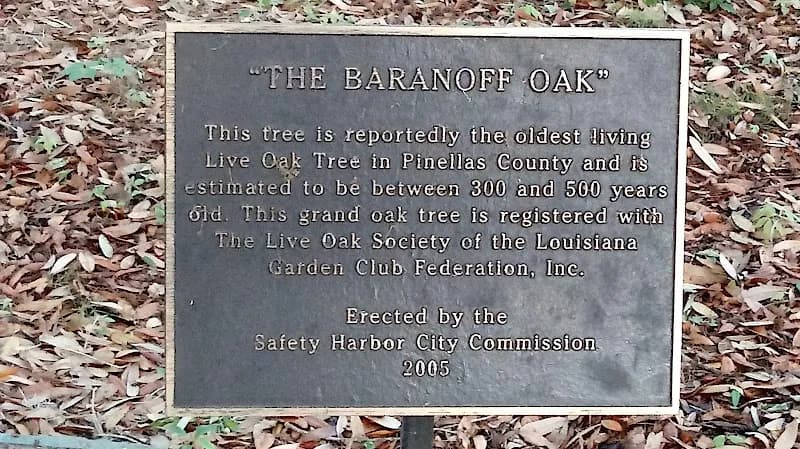 "THE BARANOFF OAK"
This tree is reportedly the oldest living
Live Oak Tree in Pinellas County and is
estimated to be between 300 and 500 years
old. This grand oak tree is registered with
The Live Oak Society of the Louisiana
Garden Club Federation, Inc.
Erected by the
Safety Harbor City Commission
2005